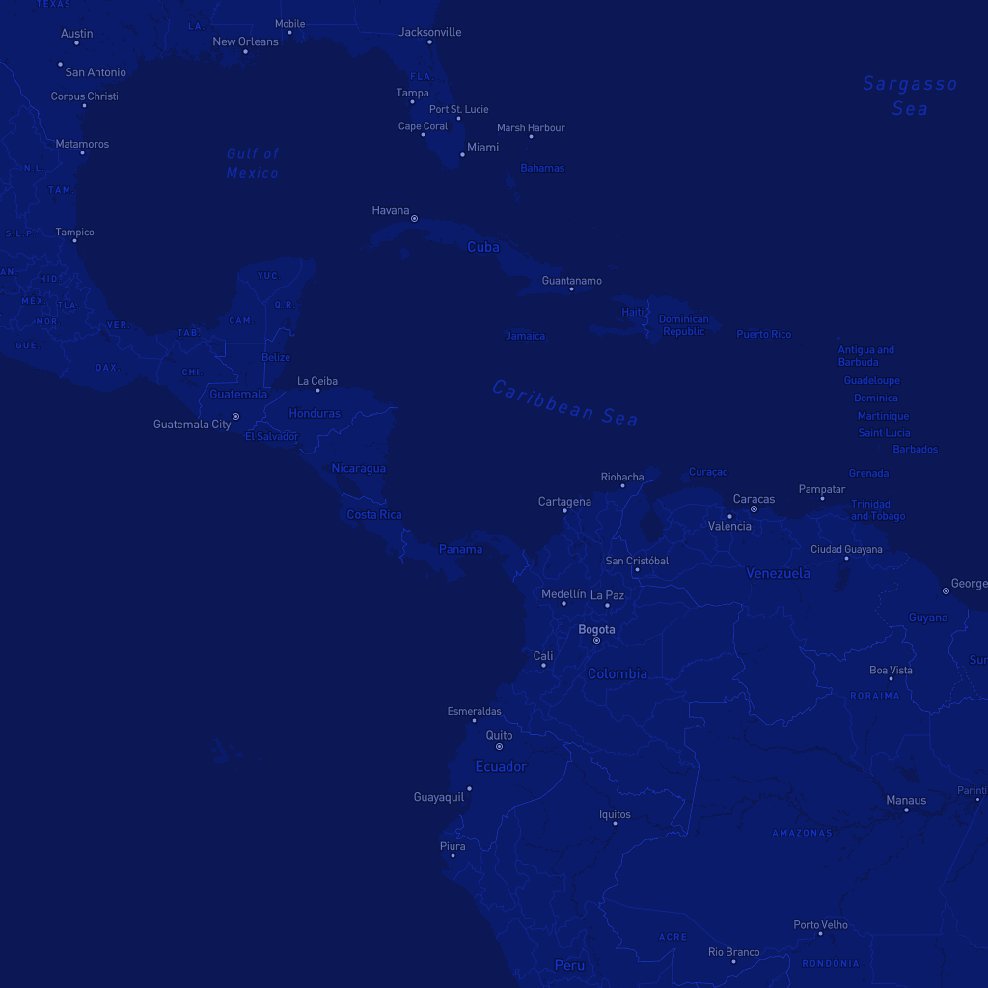 TEXAS
LA.
Mobile
Austin
New Orleans
Jacksonville
San Antonio
FLA.
Sargasso
Sea
Corpus Christi
Tampa
Port St. Lucie
Cape Coral
Marsh Harbour
Matamoros
Miami
Gulf of
Mexico
N.L.
Bahamas
TAM.
Havana
S.L.P.
Tampico
Cuba
AN.
HID.
YUC.
Guantanamo
MEX.
TLA.
Q.R.
NOR.
VER.
CAM.
Haiti
Dominican
Republic
GUE.
TAB.
Jamaica
Puerto Rico
OAX.
CHI.
Belize
Antigua and
Barbuda
La Ceiba
Guadeloupe
Guatemala
Caribbean Sea
Dominica
Honduras
Martinique
Guatemala City
El Salvador
Saint Lucia
Barbados
Nicaragua
Riohacha
Curaçao
Grenada
Cartagena
Caracas
Pampatar
Costa Rica
Valencia
Trinidad
and Tobago
Panama
San Cristóbal
Ciudad Guayana
Venezuela
George
Medellín
La Paz
Guyana
Bogota
Cali
Colombia
Boa Vista
Sur
RORAIMA
Esmeraldas
Quito
Ecuador
Guayaquil
Iquitos
Manaus
Parinti
AMAZONAS
Piura
Porto Velho
ACRE
Rio Branco
Peru
RONDONIA